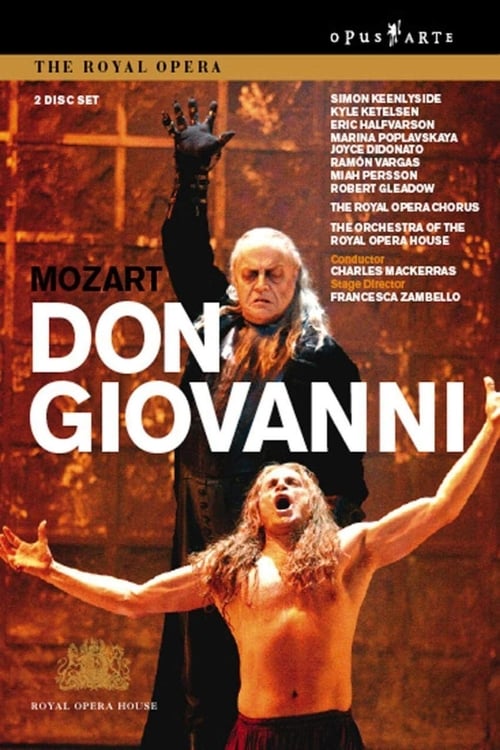 OPUS ARTE
THE ROYAL OPERA
2 DISC SET
SIMON KEENLYSIDE
KYLE KETELSEN
ERIC HALFVARSON
MARINA POPLAVSKAYA
JOYCE DIDONATO
RAMÓN VARGAS
MIAH PERSSON
ROBERT GLEADOW
THE ROYAL OPERA CHORUS
THE ORCHESTRA OF THE
ROYAL OPERA HOUSE
Conductor
CHARLES MACKERRAS
Stage Director
FRANCESCA ZAMBELLO
MOZART
DON
GIOVANNI
ROYAL OPERA HOUSE